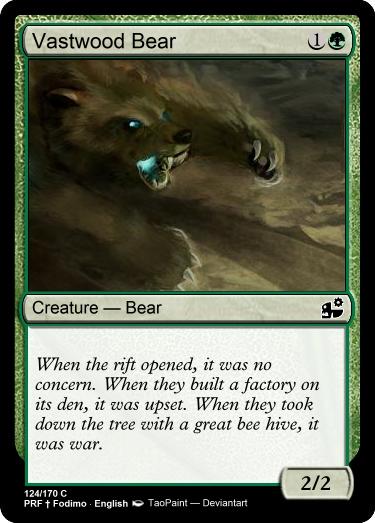 Vastwood Bear 1
Creature — Bear
When the rift opened, it was no
concern. When they built a factory on
its den, it was upset. When they took
down the tree with a great bee hive, it
was war.
2/2
124/170 C
PRF † Fodimo · English TaoPaint — Deviantart